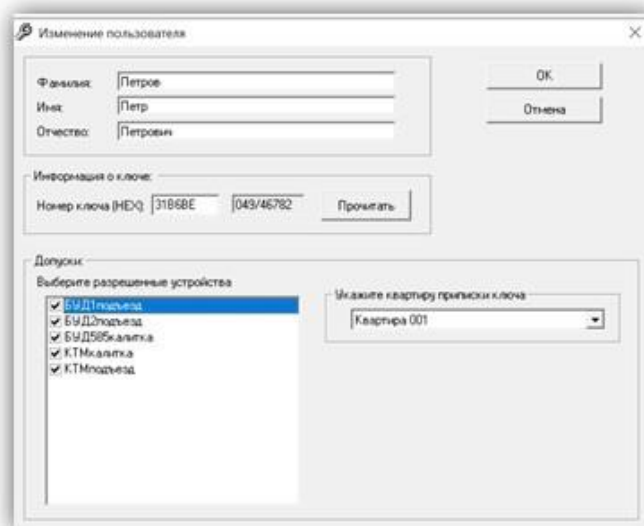 Изменение пользователя
Фамилия: Петров
Имя: Петр
Отчество: Петрович
OK
Отмена
Информация о ключе:
Номер ключа (HEX): 31B6BE 049/46782 Прочитать
Допуски:
Выберите разрешенные устройства
БУД1подъезд
БУД2подъезд
БУД585калитка
КТМкалитка
КТМподъезд
Укажите квартиру приписки ключа
Квартира 001